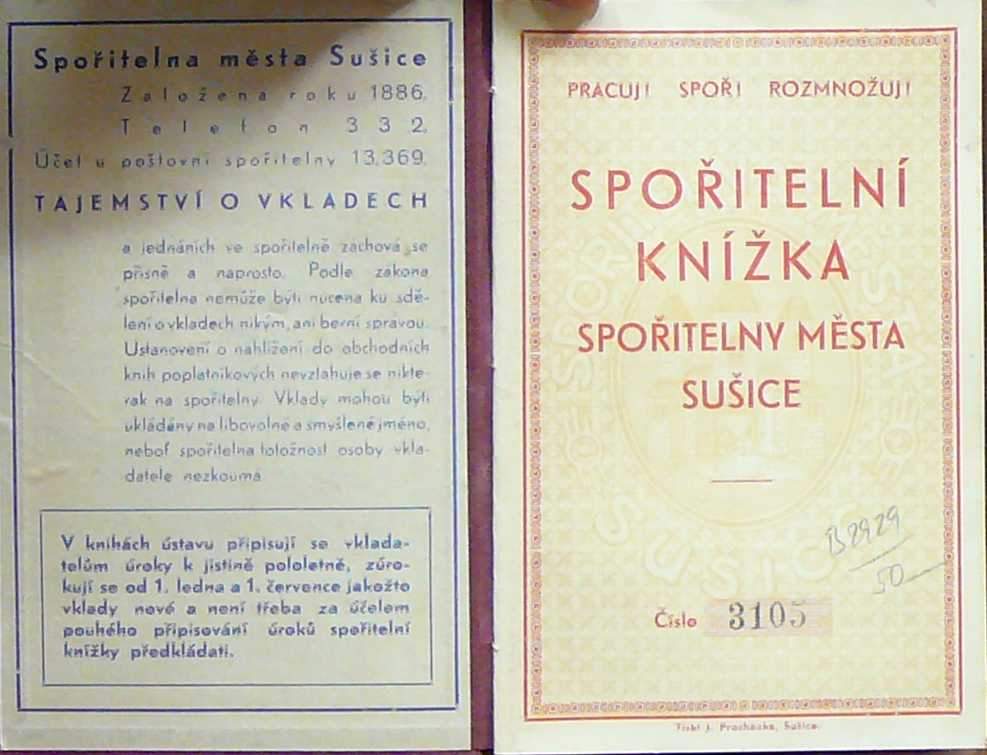 Spořitelna města Sušice
Založena roku 1886.
Telefon 332.
Účet u poštovní spořitelny 13.369.
TAJEMSTVÍ O VKLADECH
a jednáních ve spořitelně zachová se
přísně a naprosto. Podle zákona
spořitelna nemůže býti nucena ku sdě-
lení o vkladech nikým, ani berní správou.
Ustanovení o nahlížení do obchodních
knih poplatníkových nevztahuje se nikte-
rak na spořitelny. Vklady mohou býti
ukládány na libovolné a smyšlené jméno,
neboť spořitelna totožnost osoby vkla-
datele nezkoumá.
V knihách ústavu připisují se vklada-
telům úroky k jistině pololetně, zúro-
kují se od 1. ledna a 1. července jakožto
vklady nové a není třeba za účelem
pouhého připisování úroků spořitelní
knížky předkládati.
PRACUJ! SPOŘ! ROZMNOŽUJ!
SPOŘITELNÍ
KNÍŽKA
SPOŘITELNY MĚSTA
SUŠICE
B2929
50
Číslo 3105
Tiskl J. Procházka, Sušice.